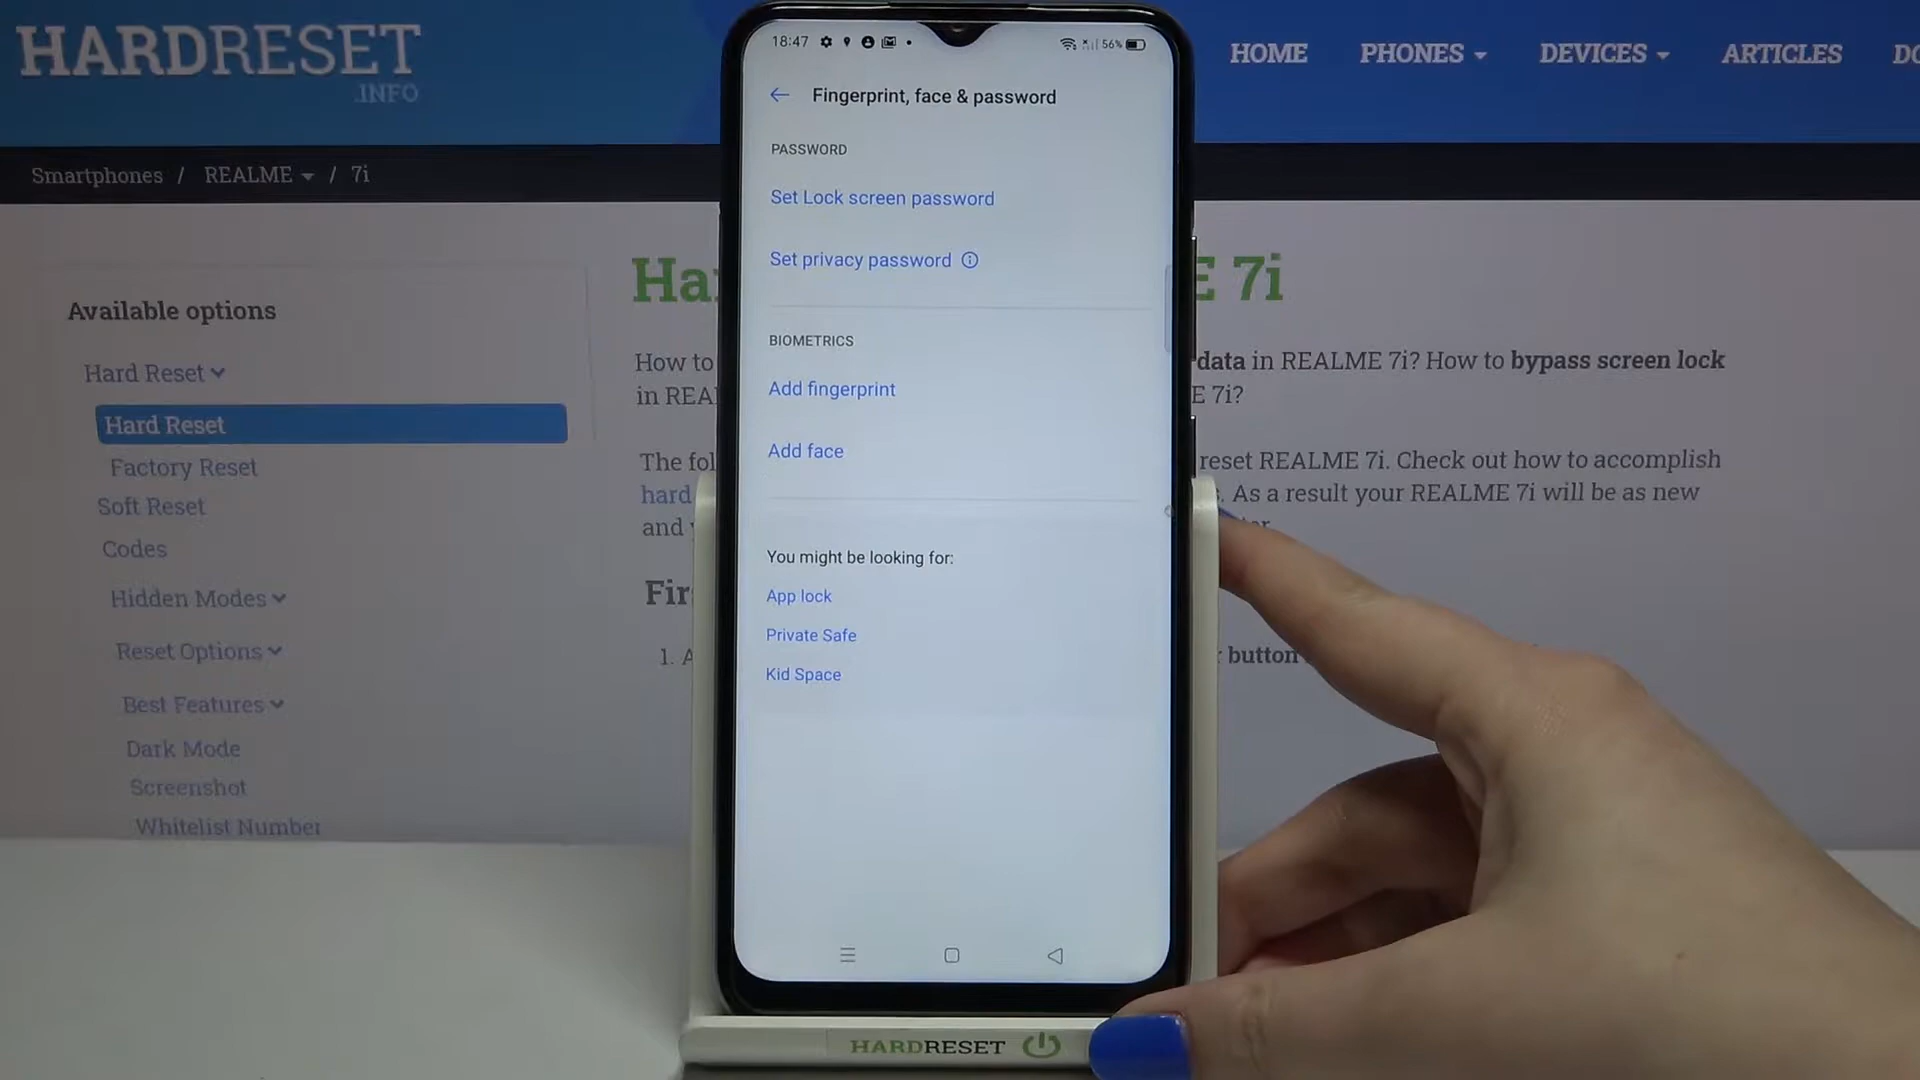 HARDRESET
.INFO
HOME PHONES DEVICES ARTICLES
Smartphones / REALME / 7i
Available options
Hard Reset
Hard Reset
Factory Reset
Soft Reset
Codes
Hidden Modes
Reset Options
Best Features
Dark Mode
Screenshot
Whitelist Number
18:47 56%
Fingerprint, face & password
PASSWORD
Set Lock screen password
Set privacy password
BIOMETRICS
Add fingerprint
Add face
You might be looking for:
App lock
Private Safe
Kid Space
7i
How to data in REALME 7i? How to bypass screen lock
in 7i?
The reset REALME 7i. Check out how to accomplish
hard As a result your REALME 7i will be as new
and
1.
button
HARDRESET